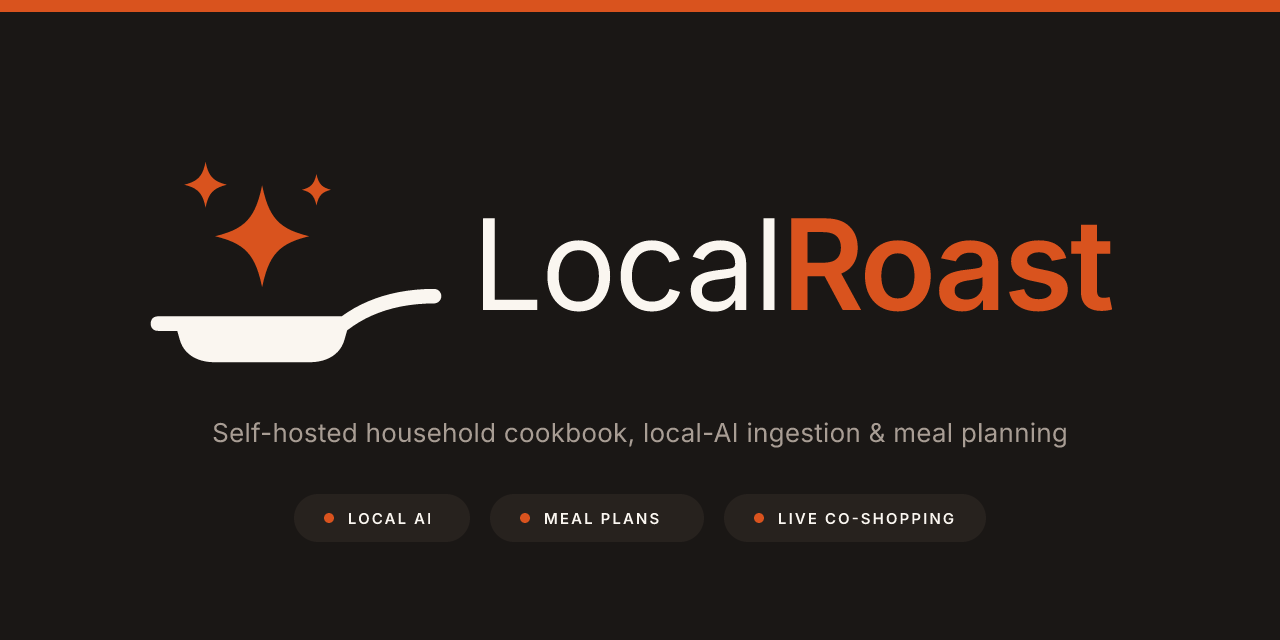 LocalRoast
Self-hosted household cookbook, local-AI ingestion & meal planning
LOCAL AI
MEAL PLANS
LIVE CO-SHOPPING